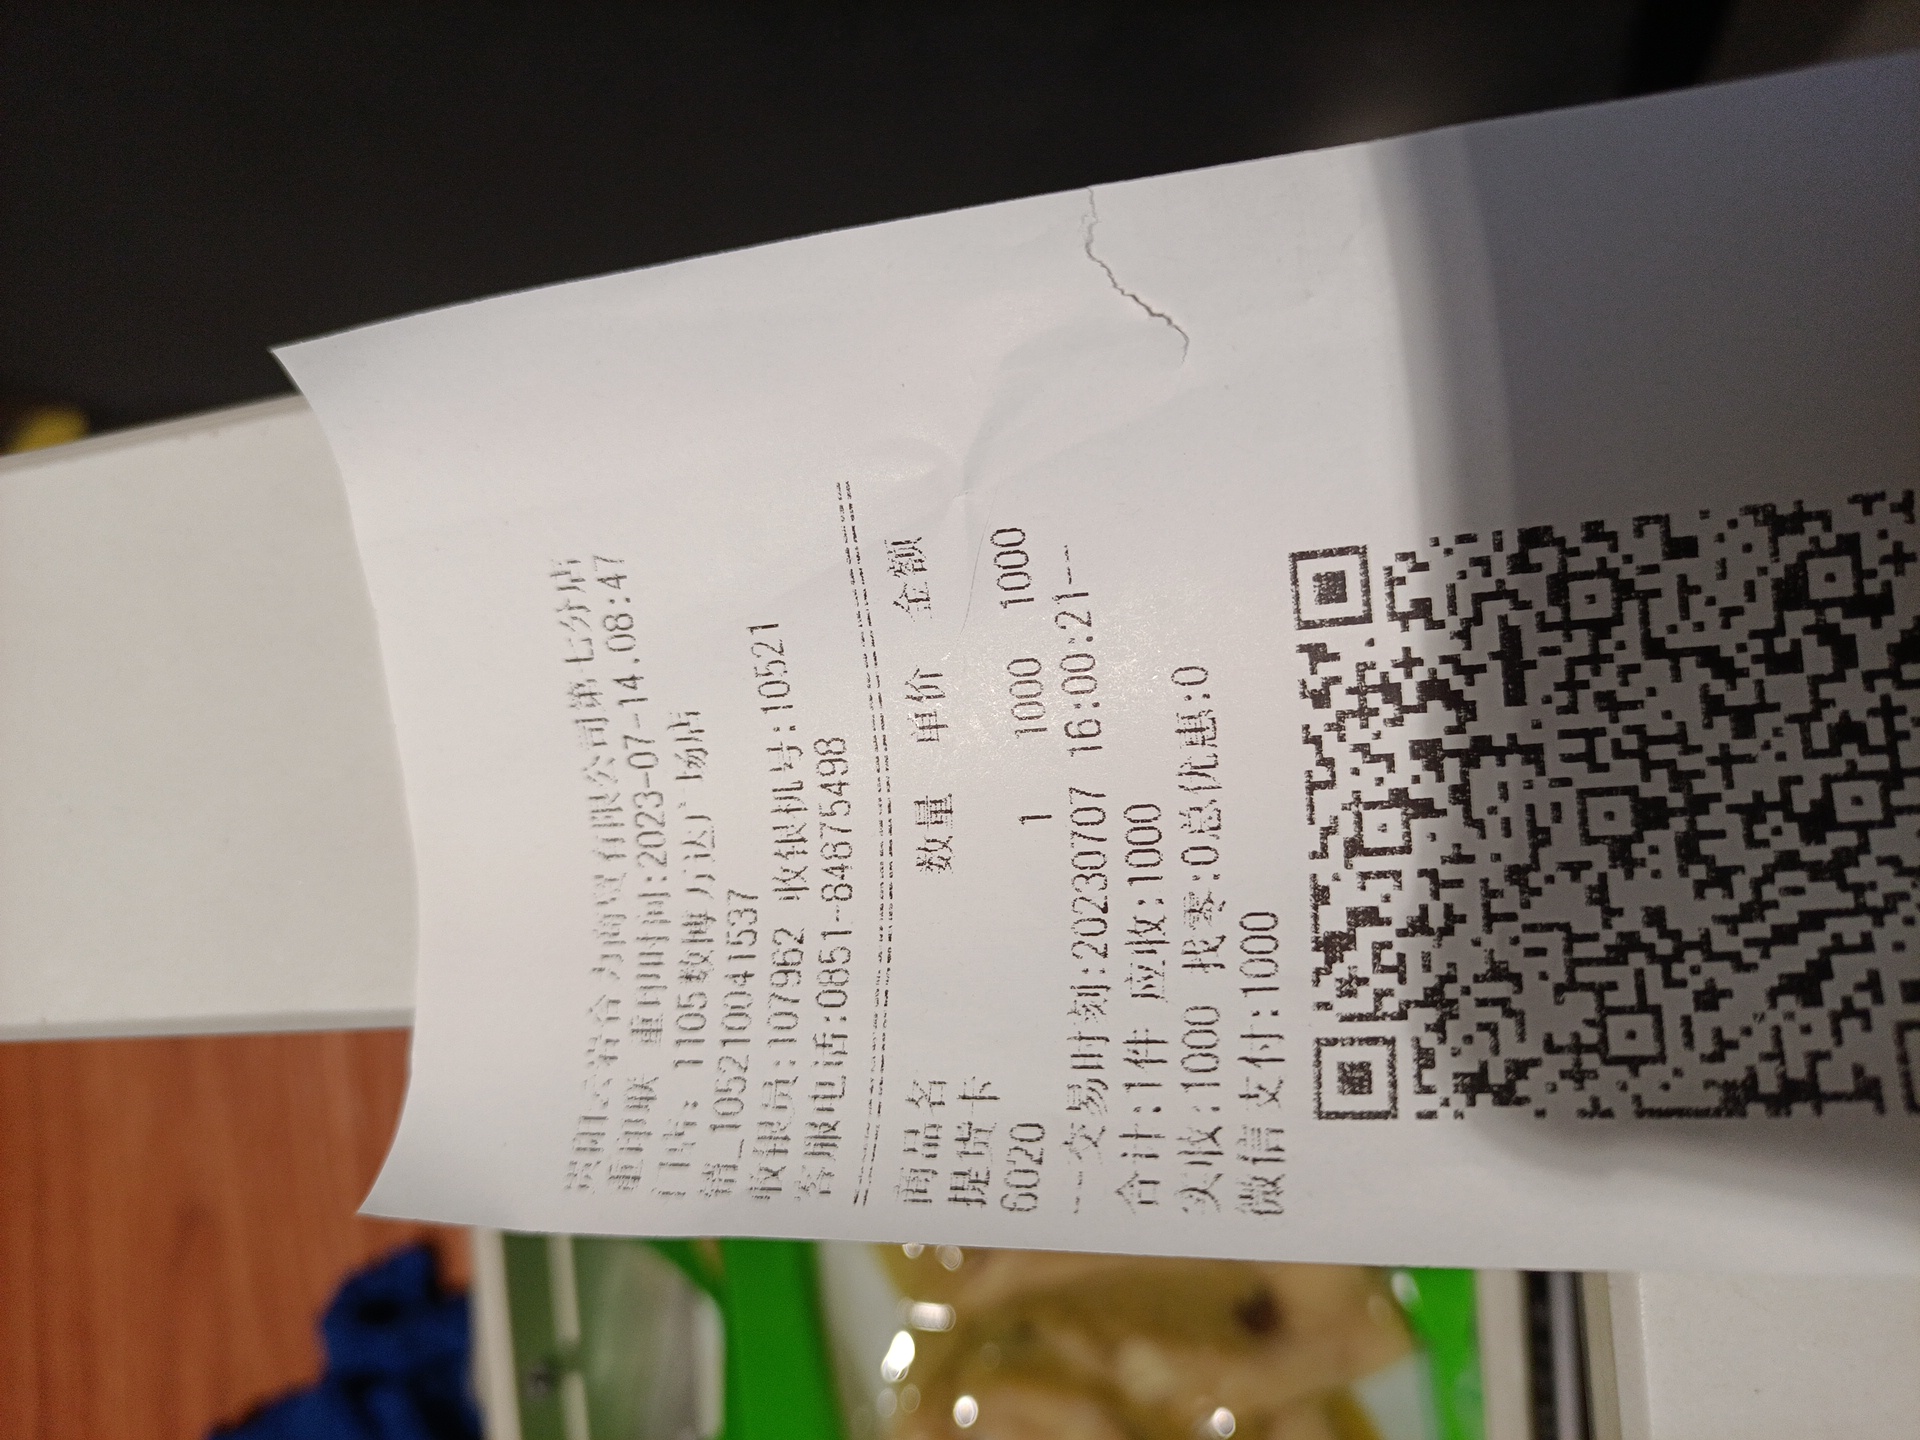 贵阳云岩合力商贸有限公司第七分店
重印联 重印时间:2023-07-14.08:47
门店: 1105数博万达广场店
销_105210041537
收银员:107962 收银机号:10521
客服电话:0851-84675498
商品名 数量 单价 金额
提货卡
6020 1 1000 1000
---交易时刻:20230707 16:00:21---
合计:1件 应收:1000
实收:1000 找零:0总优惠:0
微信支付:1000